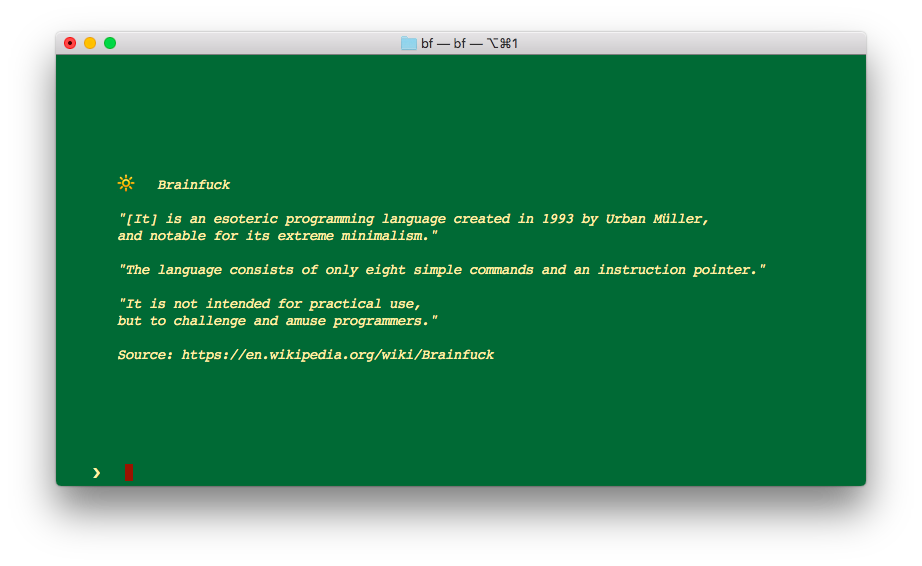 bf — bf — ⌥⌘1
Brainfuck
"[It] is an esoteric programming language created in 1993 by Urban Müller,
and notable for its extreme minimalism."
"The language consists of only eight simple commands and an instruction pointer."
"It is not intended for practical use,
but to challenge and amuse programmers."
Source: https://en.wikipedia.org/wiki/Brainfuck
›